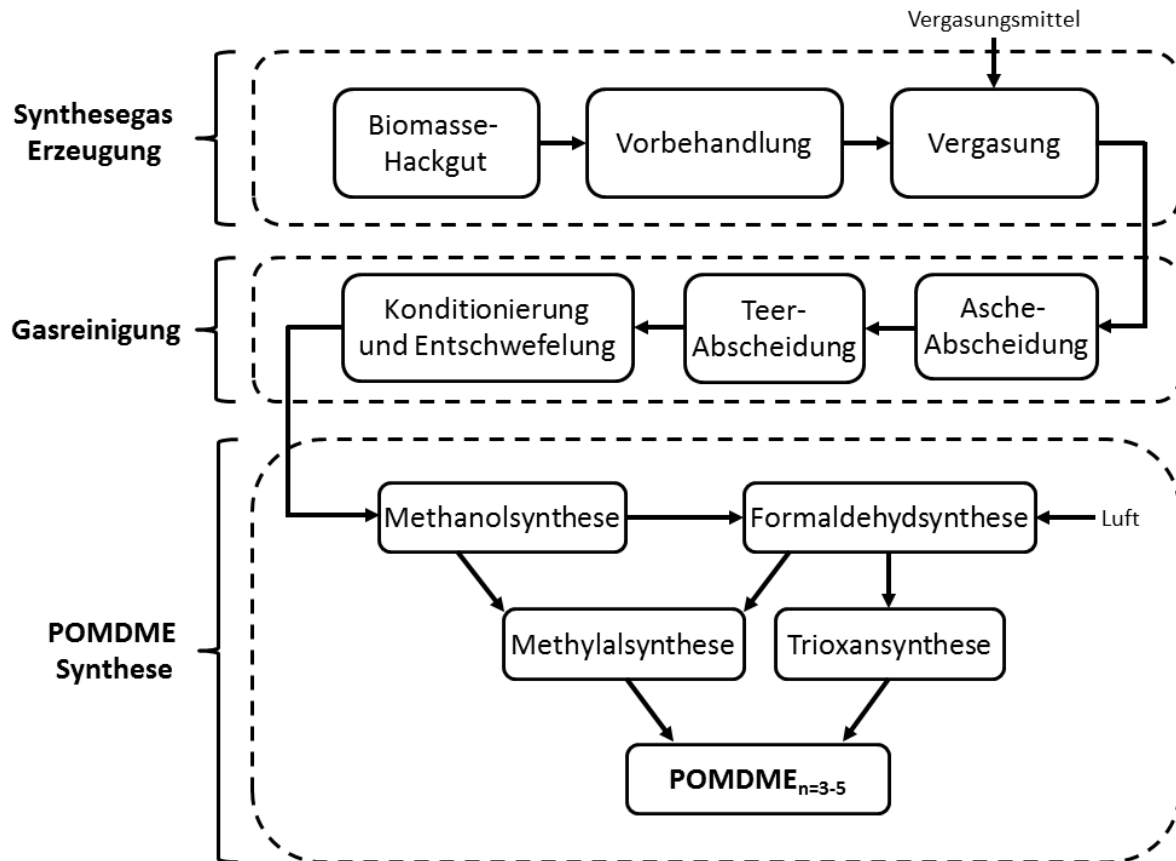 Vergasungsmittel
Synthesegas
Erzeugung
Biomasse-
Hackgut
Vorbehandlung
Vergasung
Gasreinigung
Konditionierung
und Entschwefelung
Teer-
Abscheidung
Asche-
Abscheidung
POMDME
Synthese
Methanolsynthese
Formaldehydsynthese
Luft
Methylalsynthese
Trioxansynthese
POMDMEn=3-5